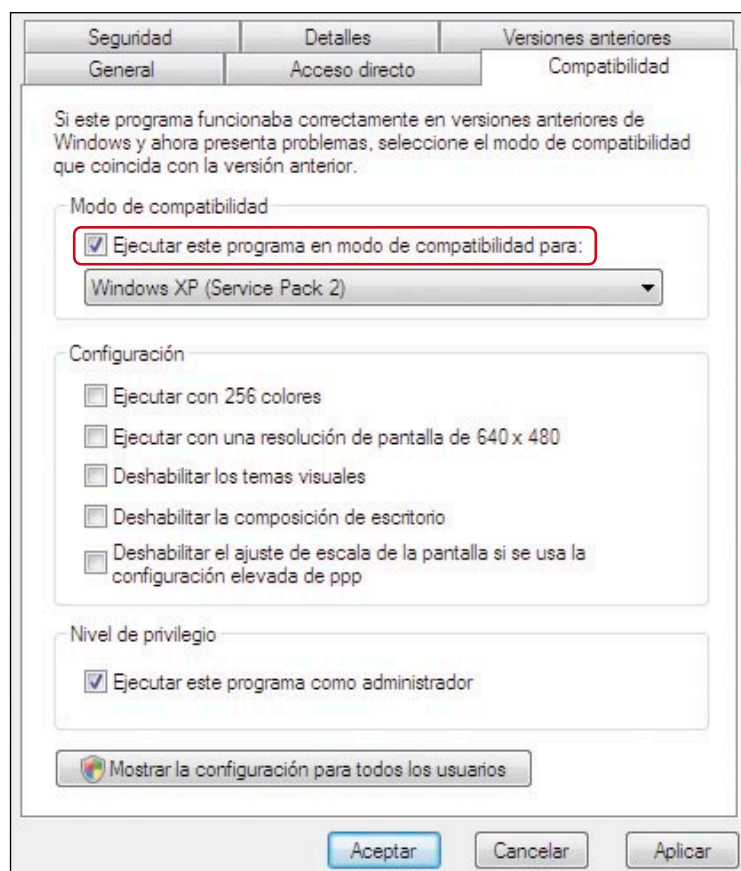 Seguridad
Detalles
Versiones anteriores
General
Acceso directo
Compatibilidad
Si este programa funcionaba correctamente en versiones anteriores de
Windows y ahora presenta problemas, seleccione el modo de compatibilidad
que coincida con la versión anterior.
Modo de compatibilidad
Ejecutar este programa en modo de compatibilidad para:
Windows XP (Service Pack 2)
Configuración
Ejecutar con 256 colores
Ejecutar con una resolución de pantalla de 640 x 480
Deshabilitar los temas visuales
Deshabilitar la composición de escritorio
Deshabilitar el ajuste de escala de la pantalla si se usa la
configuración elevada de ppp
Nivel de privilegio
Ejecutar este programa como administrador
Mostrar la configuración para todos los usuarios
Aceptar
Cancelar
Aplicar